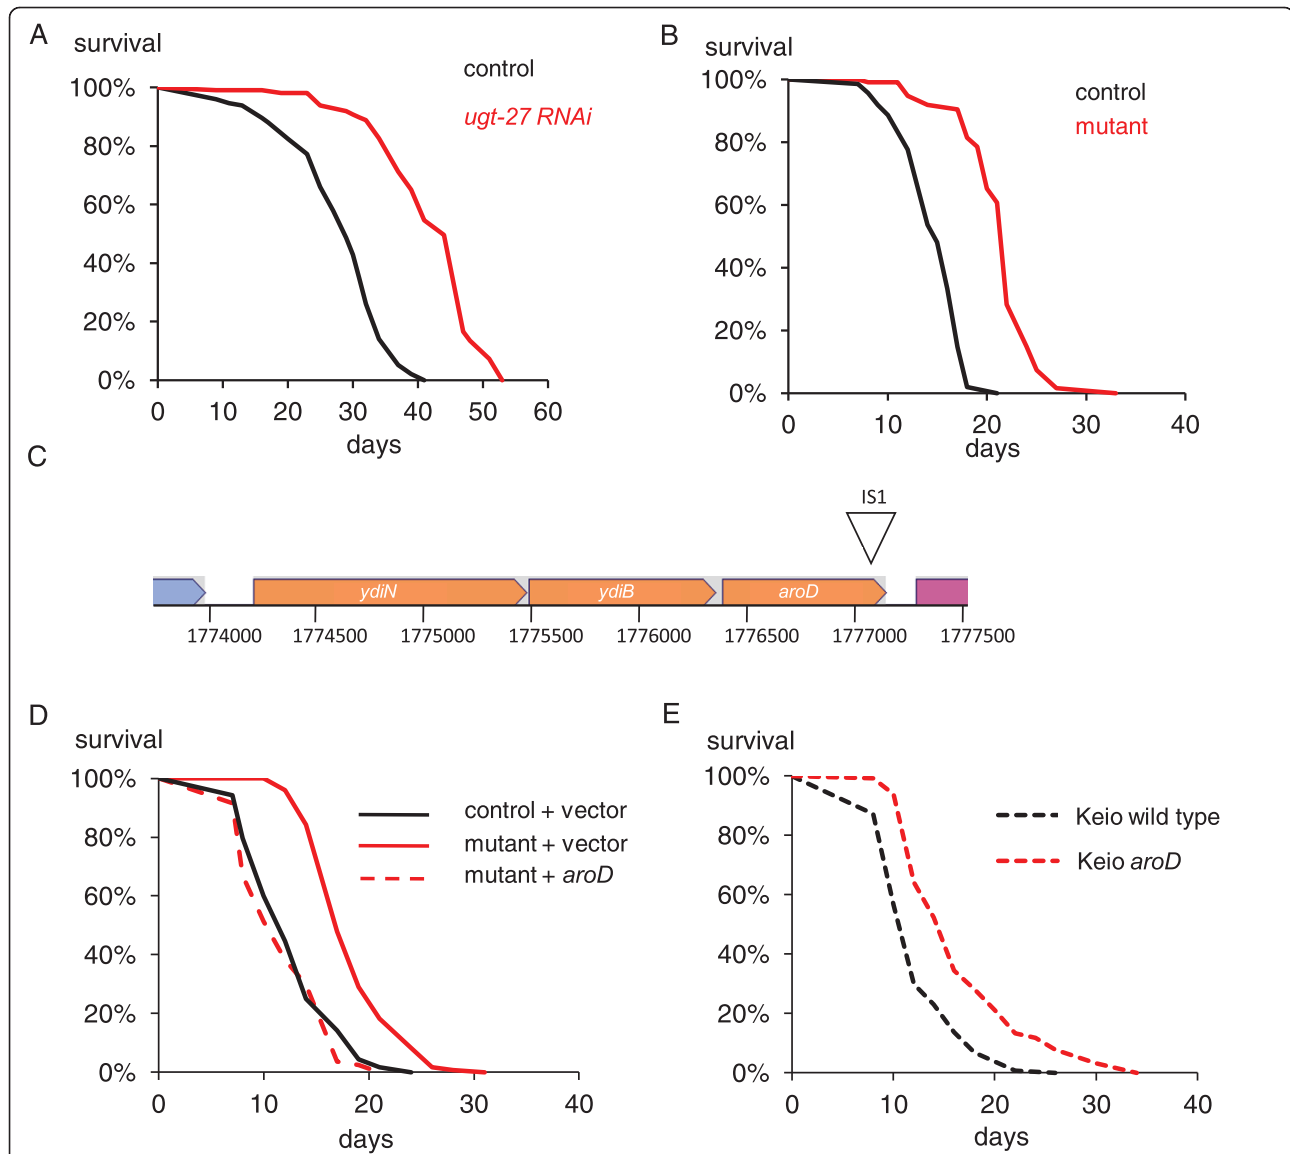 A
survival
control
ugt-27 RNAi
100%
80%
60%
40%
20%
0%
0 10 20 30 40 50 60
days
B
survival
control
mutant
100%
80%
60%
40%
20%
0%
0 10 20 30 40
days
C
IS1
ydiN ydiB aroD
1774000 1774500 1775000 1775500 1776000 1776500 1777000 1777500
D
survival
100%
80%
60%
40%
20%
0%
control + vector
mutant + vector
mutant + aroD
0 10 20 30 40
days
E
survival
100%
80%
60%
40%
20%
0%
Keio wild type
Keio aroD
0 10 20 30 40
days